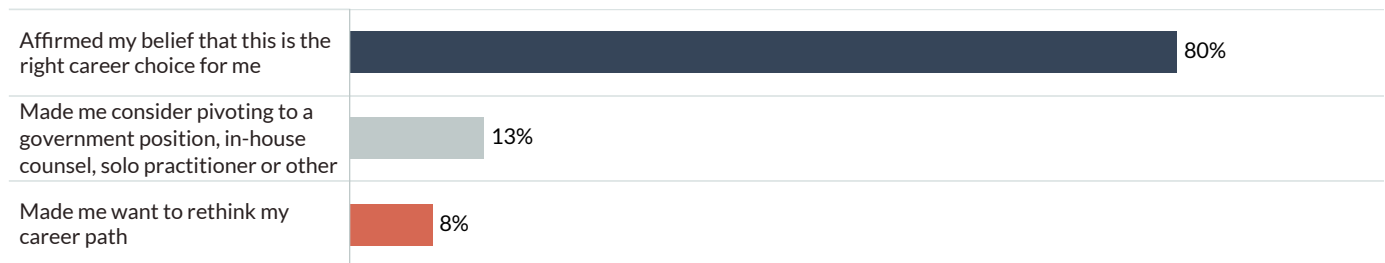 Affirmed my belief that this is the
right career choice for me
80%
Made me consider pivoting to a
government position, in-house
counsel, solo practitioner or other
13%
Made me want to rethink my
career path
8%